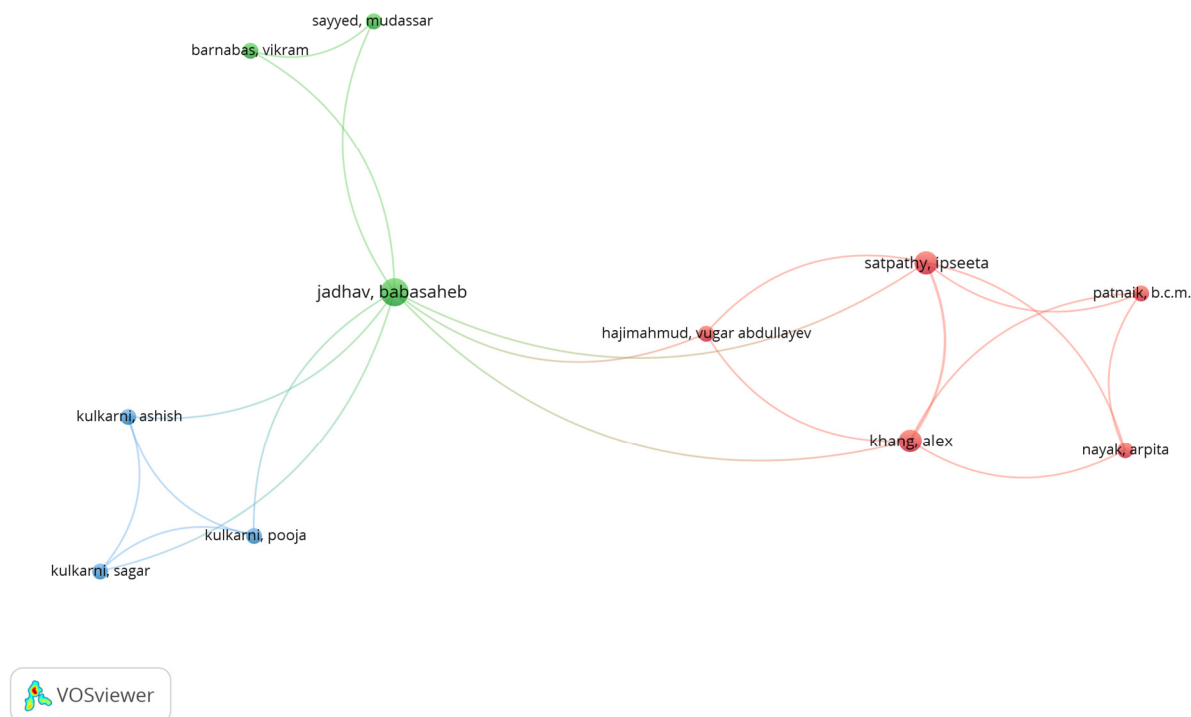 sayyed, mudassar
barnabas, vikram
satpathy, ipseeta
jadhav, babasaheb
patnaik, b.c.m.
hajimahmud, vugar abdullayev
kulkarni, ashish
khang, alex
nayak, arpita
kulkarni, pooja
kulkarni, sagar
VOSviewer